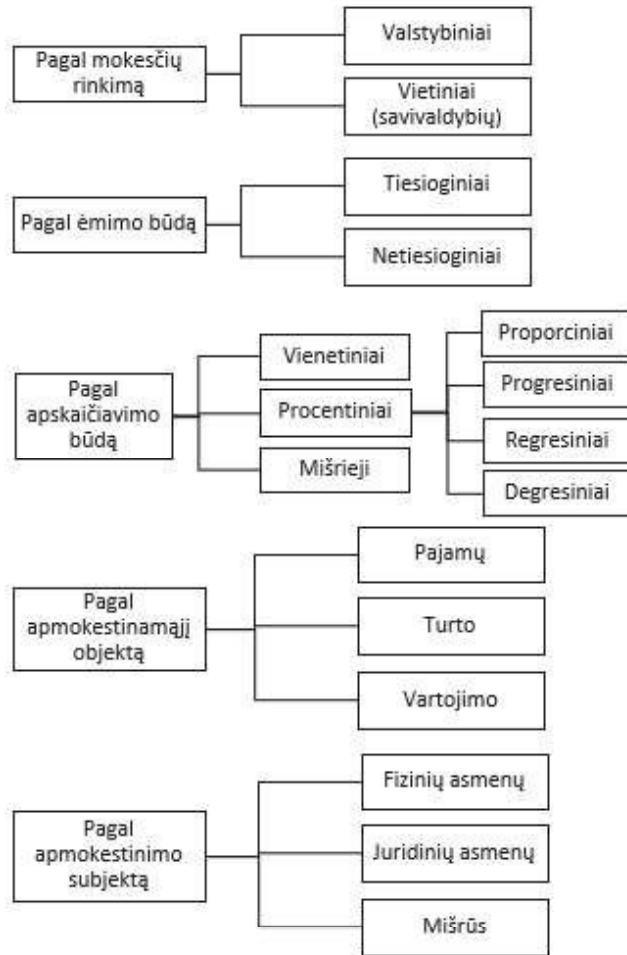 Pagal mokesčių
rinkimą
Valstybiniai
Vietiniai
(savivaldybių)
Pagal ėmimo būdą
Tiesioginiai
Netiesioginiai
Pagal
apskaičiavimo
būdą
Vienetiniai
Procentiniai
Mišrieji
Proporciniai
Progresiniai
Regresiniai
Degresiniai
Pagal
apmokestinamąjį
objektą
Pajamų
Turto
Vartojimo
Pagal
apmokestinimo
subjektą
Fizinių asmenų
Juridinių asmenų
Mišrūs